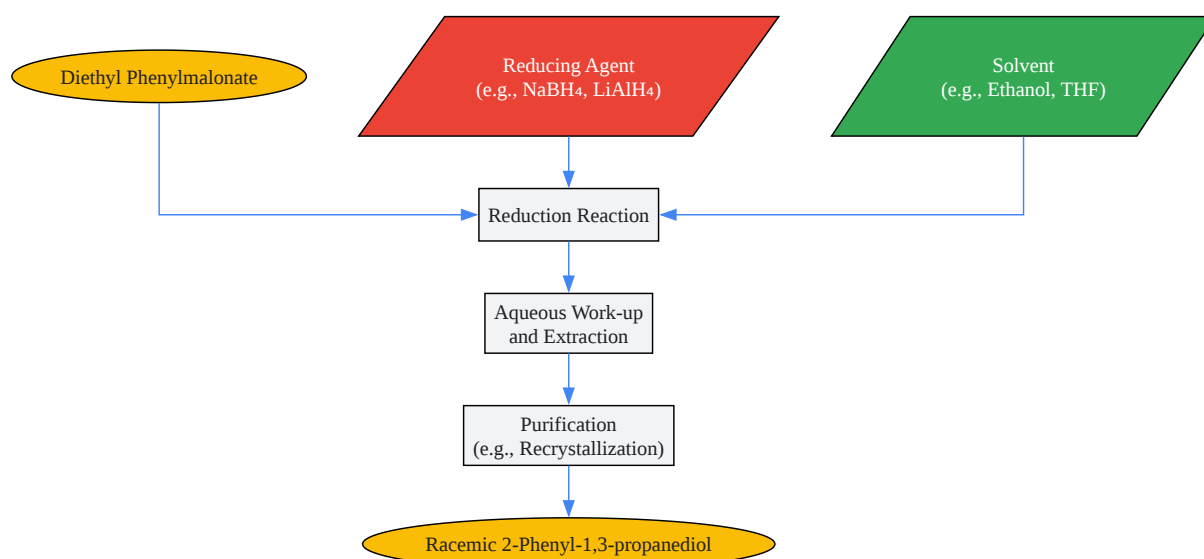 Diethyl Phenylmalonate
Reducing Agent
(e.g., NaBH₄, LiAlH₄)
Solvent
(e.g., Ethanol, THF)
Reduction Reaction
Aqueous Work-up
and Extraction
Purification
(e.g., Recrystallization)
Racemic 2-Phenyl-1,3-propanediol